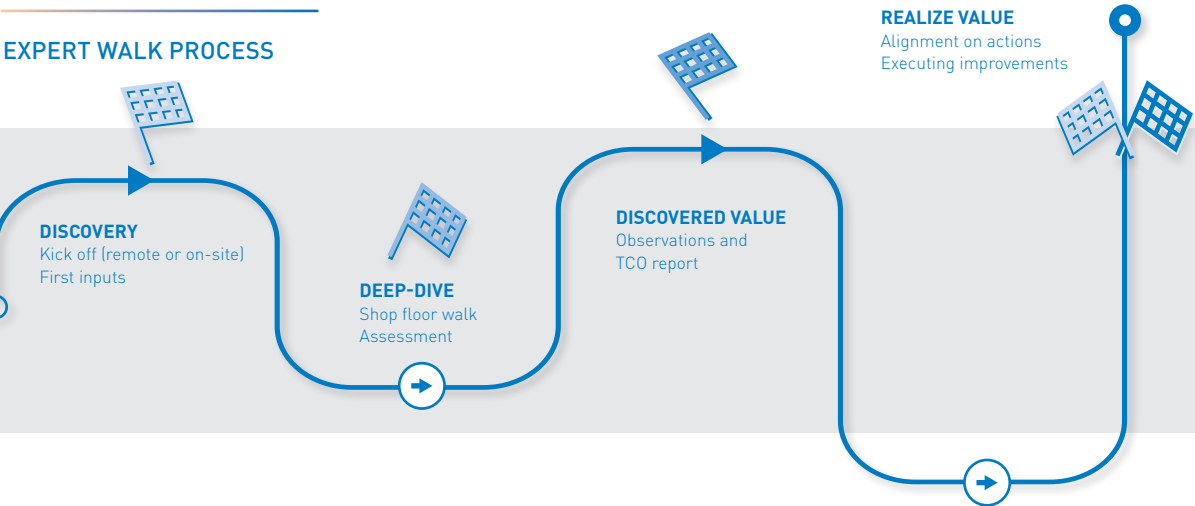 EXPERT WALK PROCESS
DISCOVERY
Kick off (remote or on-site)
First inputs
DEEP-DIVE
Shop floor walk
Assessment
DISCOVERED VALUE
Observations and
TCO report
REALIZE VALUE
Alignment on actions
Executing improvements